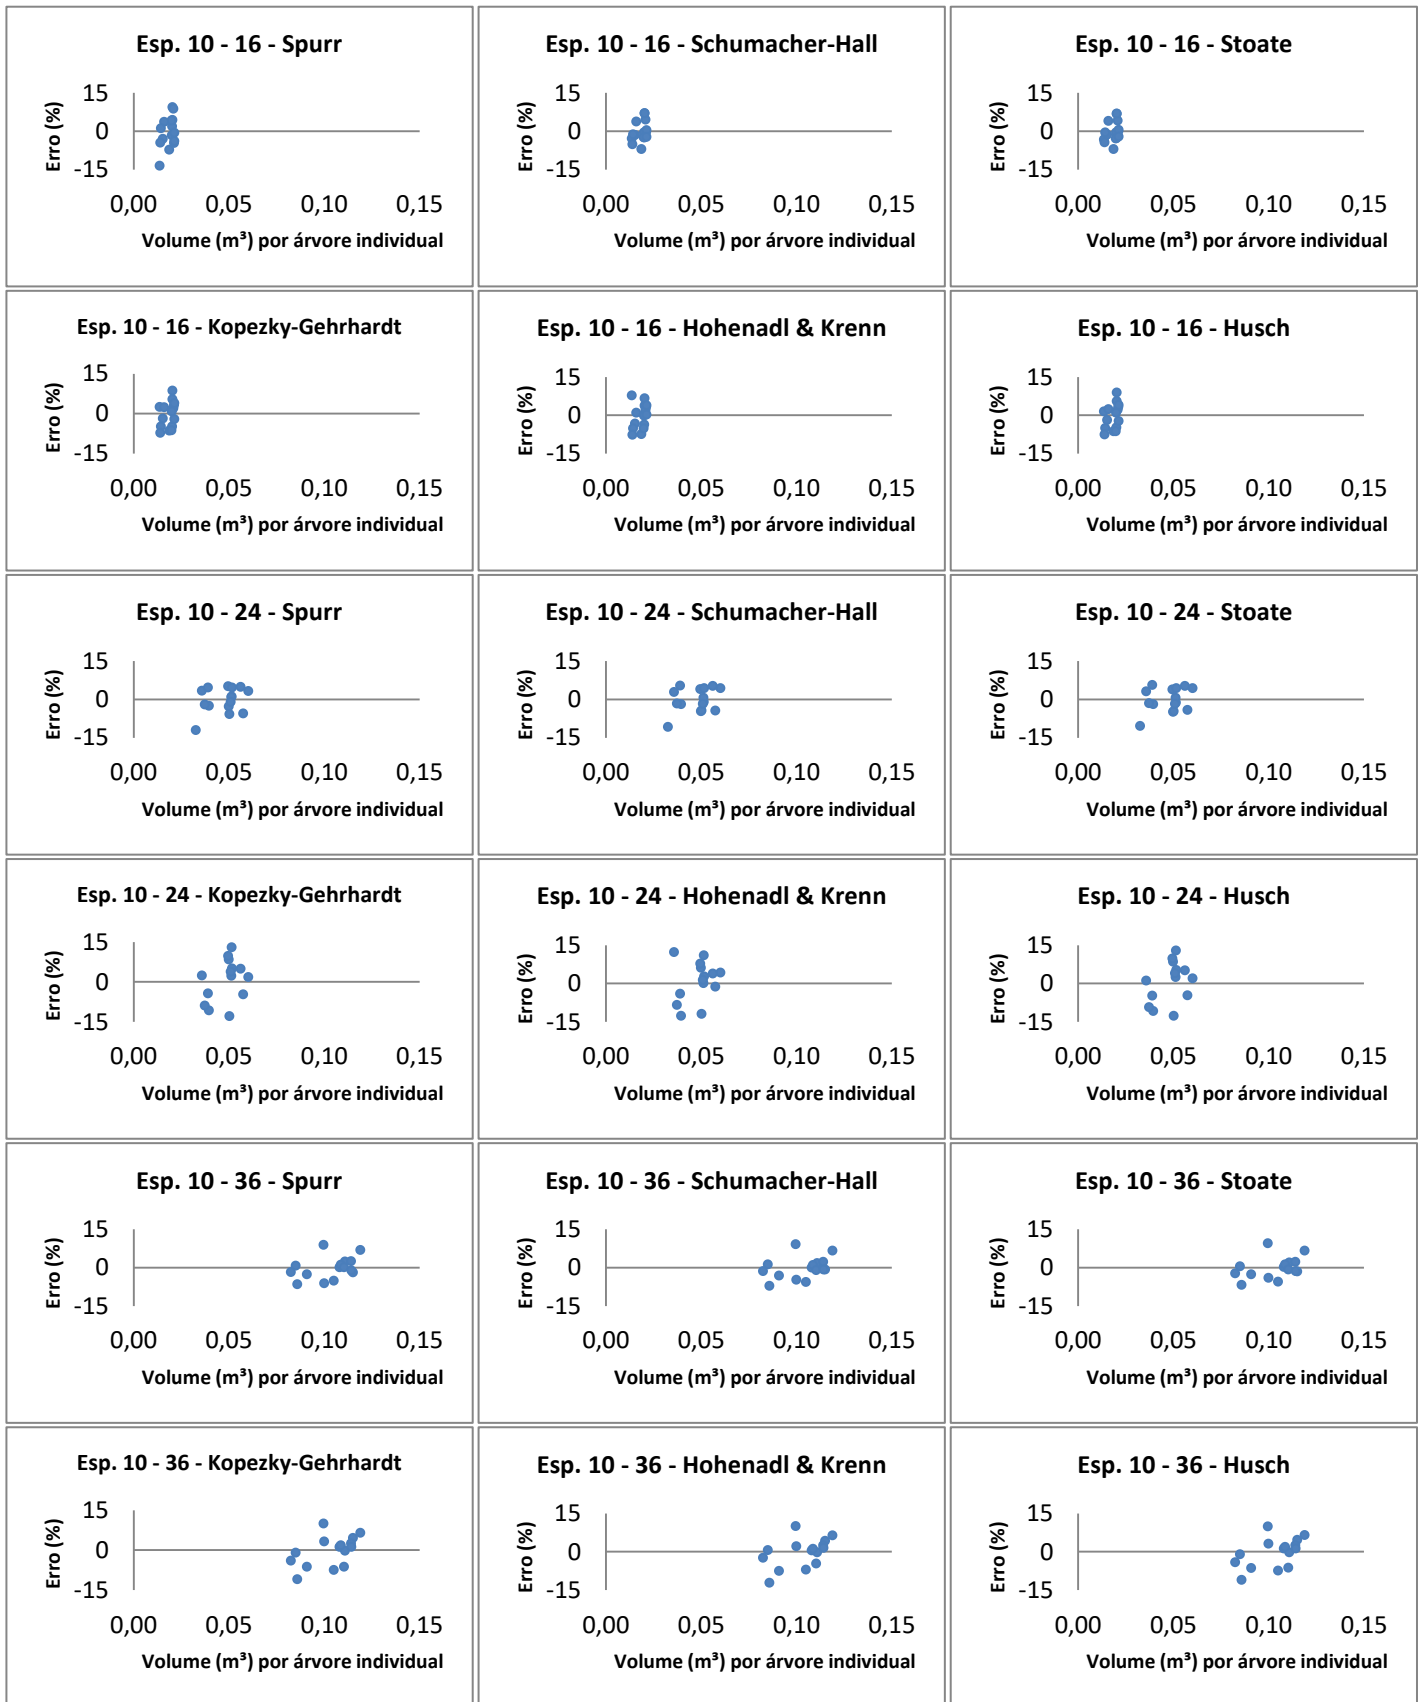 Esp. 10 - 16 - Spurr
15
0
-15
Erro (%)
0,00 0,05 0,10 0,15
Volume (m³) por árvore individual
Esp. 10 - 16 - Schumacher-Hall
15
0
-15
Erro (%)
0,00 0,05 0,10 0,15
Volume (m³) por árvore individual
Esp. 10 - 16 - Stoate
15
0
-15
Erro (%)
0,00 0,05 0,10 0,15
Volume (m³) por árvore individual
Esp. 10 - 16 - Kopezky-Gehrhardt
15
0
-15
Erro (%)
0,00 0,05 0,10 0,15
Volume (m³) por árvore individual
Esp. 10 - 16 - Hohenadl & Krenn
15
0
-15
Erro (%)
0,00 0,05 0,10 0,15
Volume (m³) por árvore individual
Esp. 10 - 16 - Husch
15
0
-15
Erro (%)
0,00 0,05 0,10 0,15
Volume (m³) por árvore individual
Esp. 10 - 24 - Spurr
15
0
-15
Erro (%)
0,00 0,05 0,10 0,15
Volume (m³) por árvore individual
Esp. 10 - 24 - Schumacher-Hall
15
0
-15
Erro (%)
0,00 0,05 0,10 0,15
Volume (m³) por árvore individual
Esp. 10 - 24 - Stoate
15
0
-15
Erro (%)
0,00 0,05 0,10 0,15
Volume (m³) por árvore individual
Esp. 10 - 24 - Kopezky-Gehrhardt
15
0
-15
Erro (%)
0,00 0,05 0,10 0,15
Volume (m³) por árvore individual
Esp. 10 - 24 - Hohenadl & Krenn
15
0
-15
Erro (%)
0,00 0,05 0,10 0,15
Volume (m³) por árvore individual
Esp. 10 - 24 - Husch
15
0
-15
Erro (%)
0,00 0,05 0,10 0,15
Volume (m³) por árvore individual
Esp. 10 - 36 - Spurr
15
0
-15
Erro (%)
0,00 0,05 0,10 0,15
Volume (m³) por árvore individual
Esp. 10 - 36 - Schumacher-Hall
15
0
-15
Erro (%)
0,00 0,05 0,10 0,15
Volume (m³) por árvore individual
Esp. 10 - 36 - Stoate
15
0
-15
Erro (%)
0,00 0,05 0,10 0,15
Volume (m³) por árvore individual
Esp. 10 - 36 - Kopezky-Gehrhardt
15
0
-15
Erro (%)
0,00 0,05 0,10 0,15
Volume (m³) por árvore individual
Esp. 10 - 36 - Hohenadl & Krenn
15
0
-15
Erro (%)
0,00 0,05 0,10 0,15
Volume (m³) por árvore individual
Esp. 10 - 36 - Husch
15
0
-15
Erro (%)
0,00 0,05 0,10 0,15
Volume (m³) por árvore individual